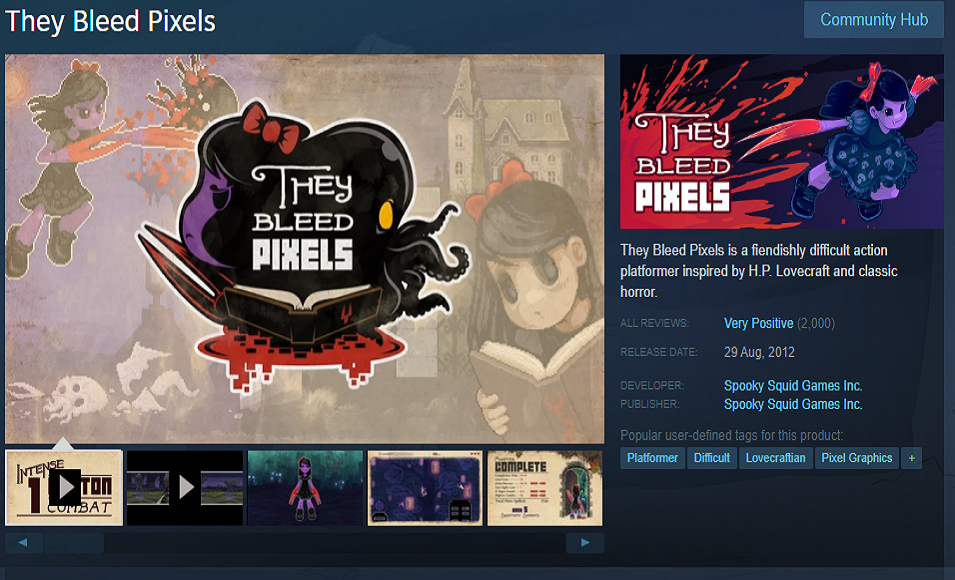 They Bleed Pixels
Community Hub
THEY
BLEED
PIXELS
THEY
BLEED
PIXELS
They Bleed Pixels is a fiendishly difficult action
platformer inspired by H.P. Lovecraft and classic
horror.
ALL REVIEWS: Very Positive (2,000)
RELEASE DATE: 29 Aug, 2012
DEVELOPER: Spooky Squid Games Inc.
PUBLISHER: Spooky Squid Games Inc.
Popular user-defined tags for this product:
Platformer Difficult Lovecraftian Pixel Graphics +
INTENSE
1
COMBAT
COMPLETE